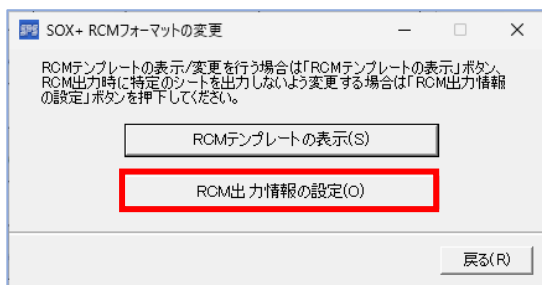 SPS SOX+ RCMフォーマットの変更
RCMテンプレートの表示/変更を行う場合は「RCMテンプレートの表示」ボタン、
RCM出力時に特定のシートを出力しないよう変更する場合は「RCM出力情報
の設定」ボタンを押下してください。
RCMテンプレートの表示(S)
RCM出力情報の設定(O)
戻る(R)